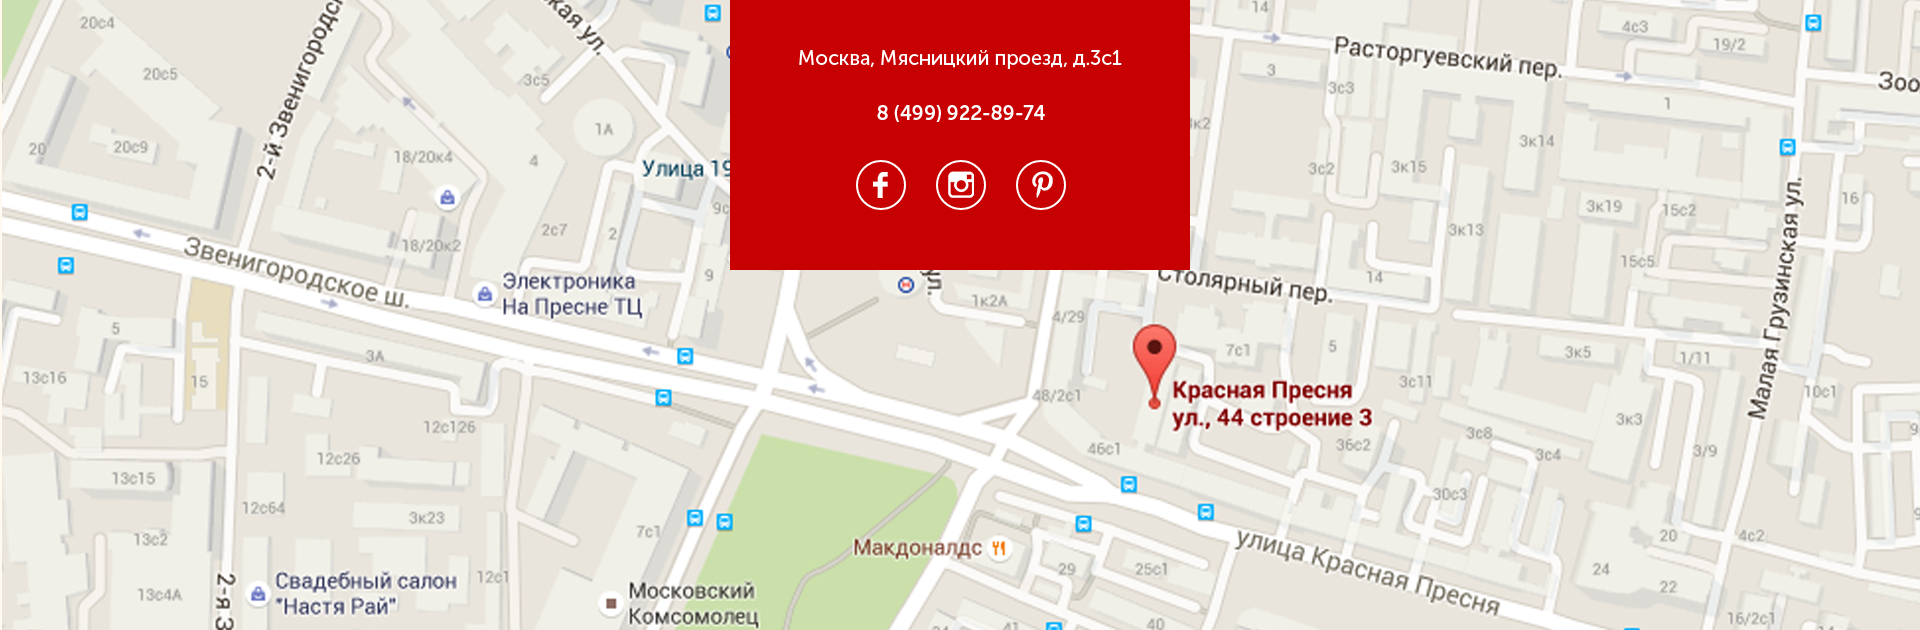 Москва, Мясницкий проезд, д.3с1
8 (499) 922-89-74
20с4
20с5
20
20с9
2-й Звенигородск
кая ул.
3с5
1А
4
18/20к4
18/20к2
2с7
2
9с
9
Улица 19
Звенигородское ш.
Электроника
На Пресне ТЦ
5
3А
13с16
15
12с126
12с26
13с15
12с64
13с2
3к23
7с1
12с1
13с4А
2-я З
Свадебный салон
"Настя Рай"
Московский
Комсомолец
ул.
1к2А
4/29
48/2с1
46с1
Макдоналдс
29
25с1
41
40
14
Расторгуевский пер.
4с3
19/2
Зоо
3
3с3
1
3к14
3с2
3к15
3к19
15с2
16
3к13
15с5
14
Столярный пер.
Малая Грузинская ул.
7с1
5
3к5
1/11
10с1
3с11
Красная Пресня
ул., 44 строение 3
36с2
3с8
3с4
3к3
3/9
30с3
улица Красная Пресня
20
4с2
24
22
16/2с1